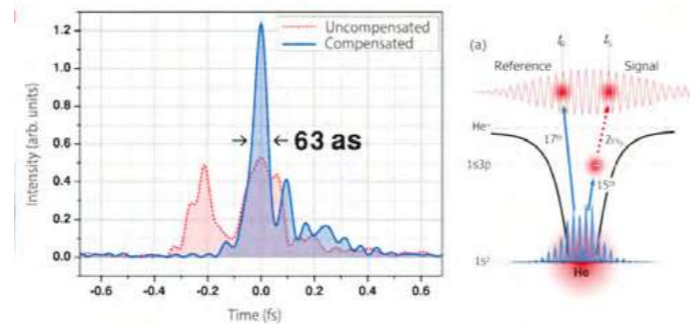 Uncompensated
Compensated
Intensity (arb. units)
1.2
1.0
0.8
0.6
0.4
0.2
0.0
63 as
-0.6 -0.4 -0.2 0.0 0.2 0.4 0.6
Time (fs)
(a)
Reference
Signal
He⁺
17th
1s3p
15th
1s²
He